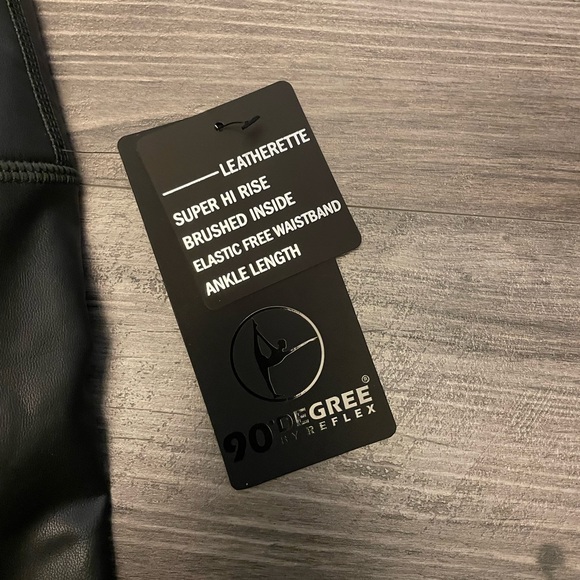 LEATHERETTE
SUPER HI RISE
BRUSHED INSIDE
ELASTIC FREE WAISTBAND
ANKLE LENGTH
90°DEGREE®
BY REFLEX